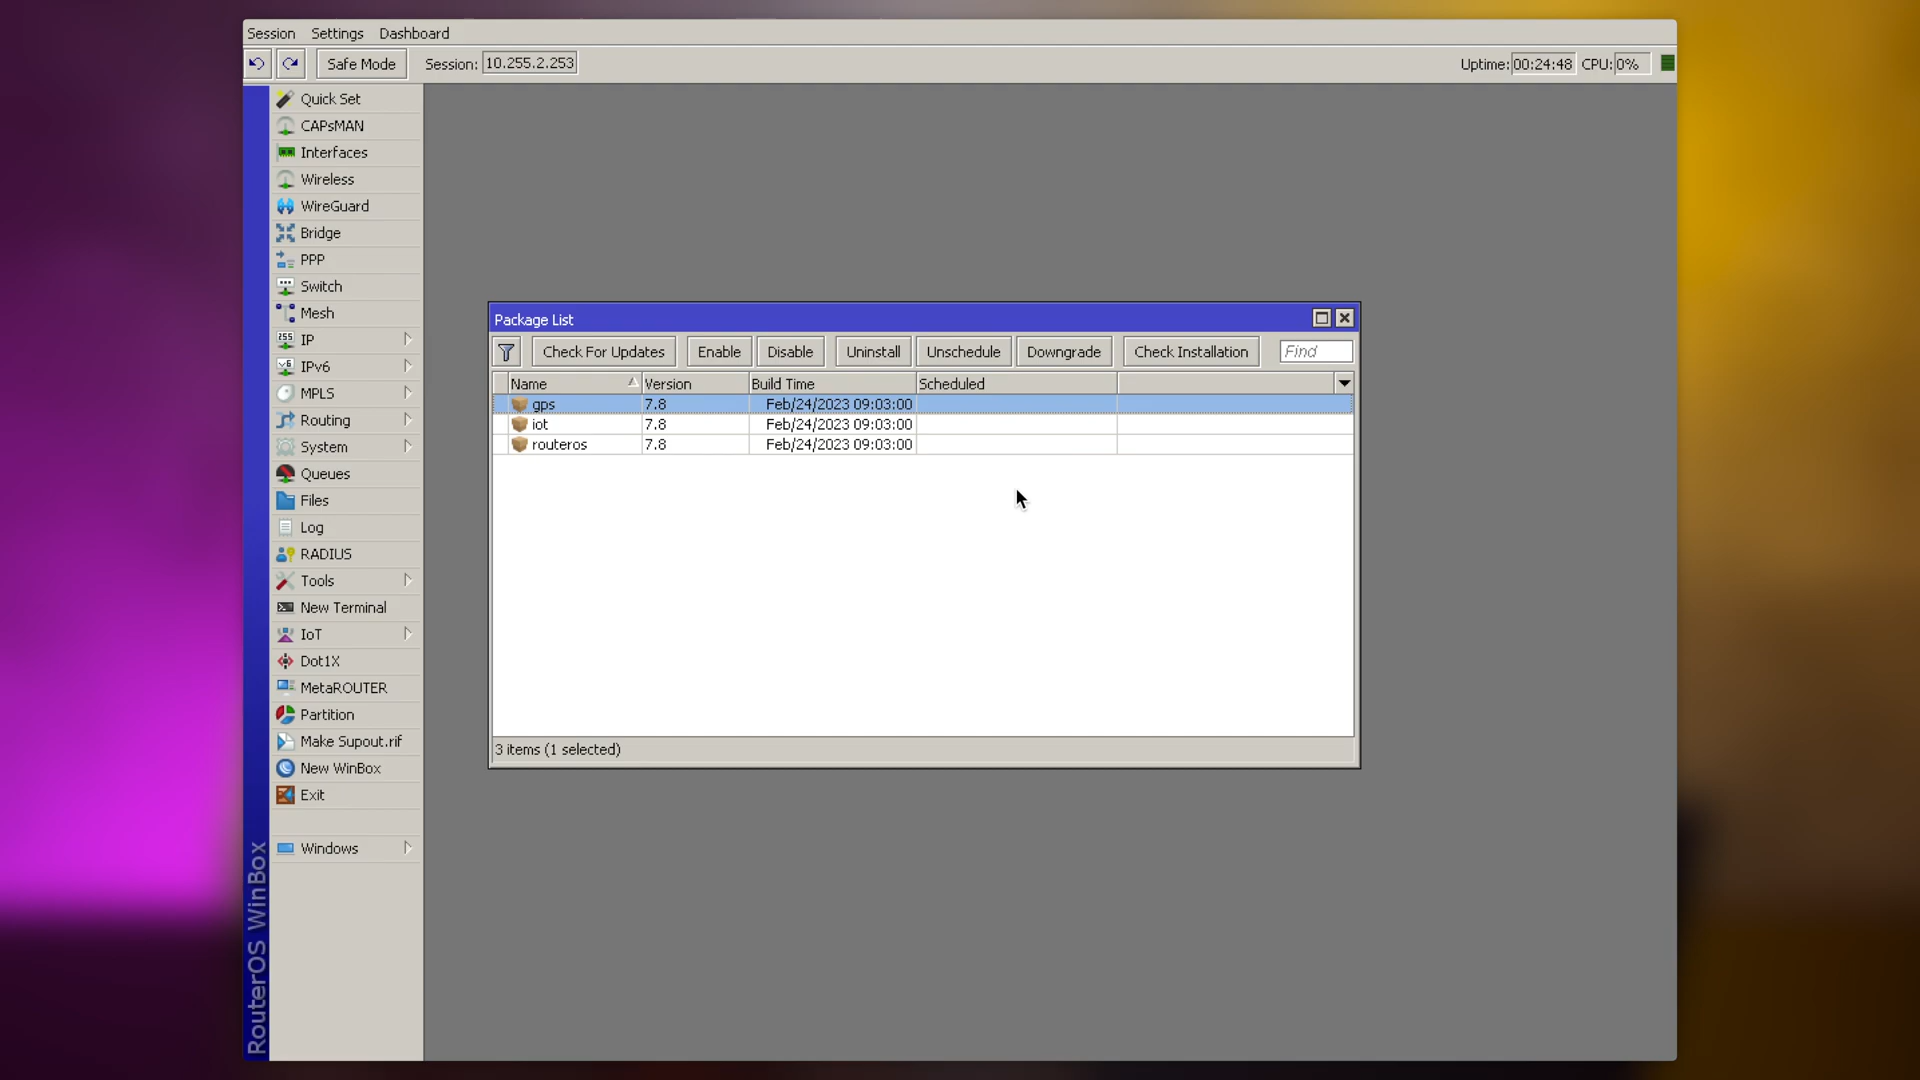 Session Settings Dashboard
Safe Mode Session: 10.255.2.253 Uptime: 00:24:48 CPU: 0%
Quick Set
CAPsMAN
Interfaces
Wireless
WireGuard
Bridge
PPP
Switch
Mesh
255 IP
v6 IPv6
MPLS
Routing
System
Queues
Files
Log
RADIUS
Tools
New Terminal
IoT
Dot1X
MetaROUTER
Partition
Make Supout.rif
New WinBox
Exit
Windows
RouterOS WinBox
Package List
Check For Updates Enable Disable Uninstall Unschedule Downgrade Check Installation Find
Name Version Build Time Scheduled
gps 7.8 Feb/24/2023 09:03:00
iot 7.8 Feb/24/2023 09:03:00
routeros 7.8 Feb/24/2023 09:03:00
3 items (1 selected)